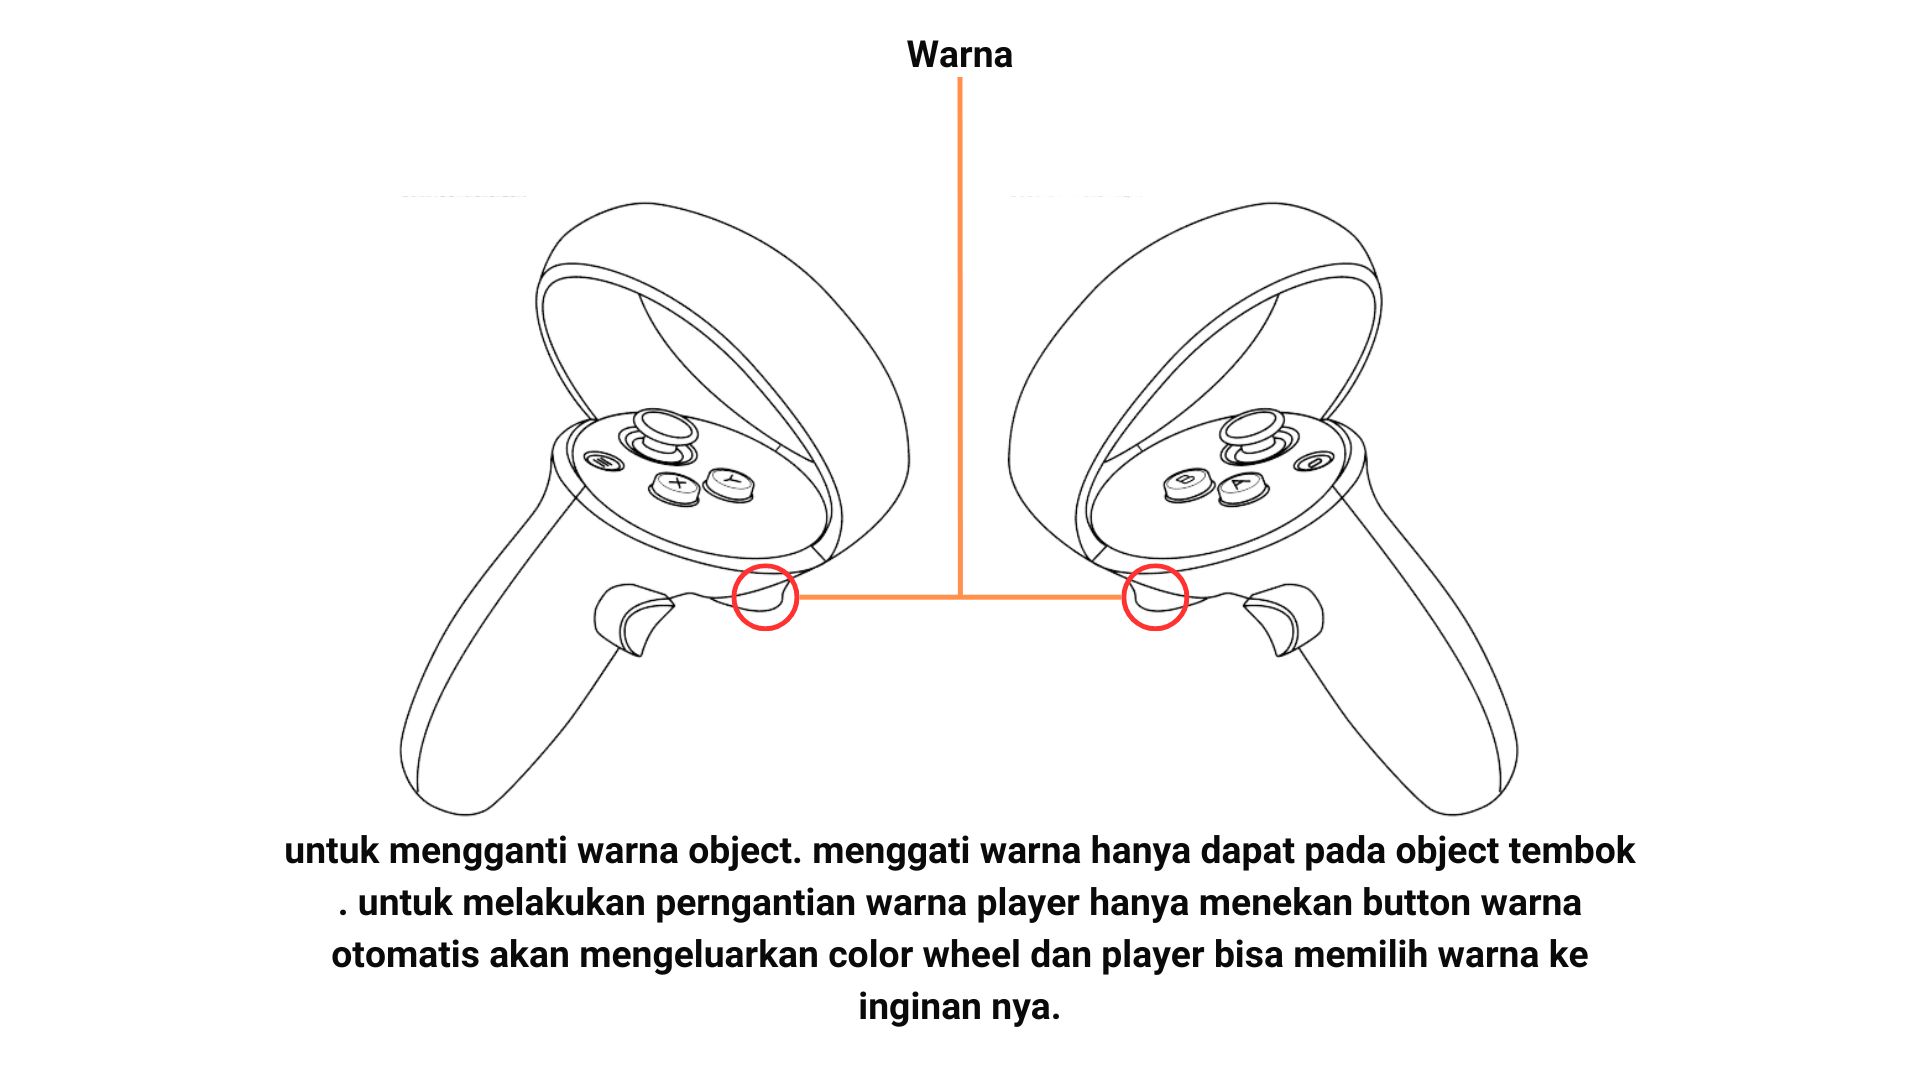 Warna
X
Y
B
A
untuk mengganti warna object. menggati warna hanya dapat pada object tembok
. untuk melakukan perngantian warna player hanya menekan button warna
otomatis akan mengeluarkan color wheel dan player bisa memilih warna ke
inginan nya.